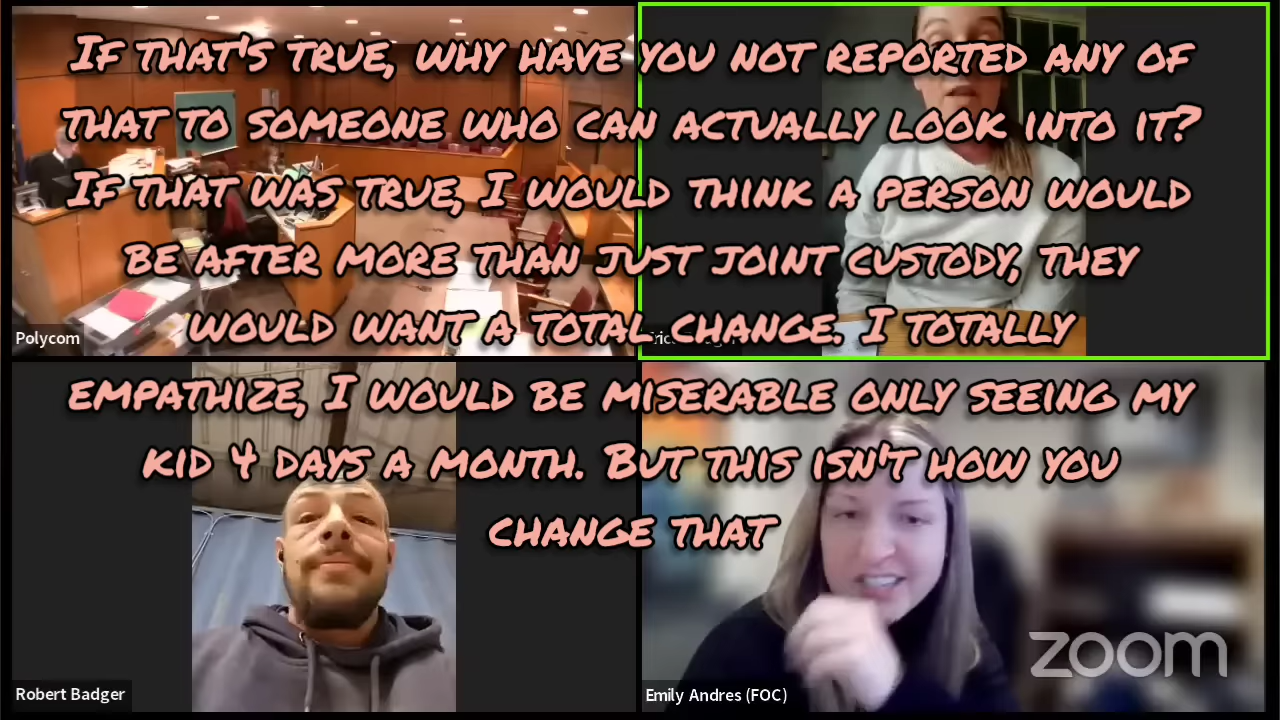 IF THAT'S TRUE, WHY HAVE YOU NOT REPORTED ANY OF
THAT TO SOMEONE WHO CAN ACTUALLY LOOK INTO IT?
IF THAT WAS TRUE, I WOULD THINK A PERSON WOULD
BE AFTER MORE THAN JUST JOINT CUSTODY, THEY
WOULD WANT A TOTAL CHANGE. I TOTALLY
EMPATHIZE, I WOULD BE MISERABLE ONLY SEEING MY
KID 4 DAYS A MONTH. BUT THIS ISN'T HOW YOU
CHANGE THAT
Polycom
Robert Badger
Emily Andres (FOC)
zoom